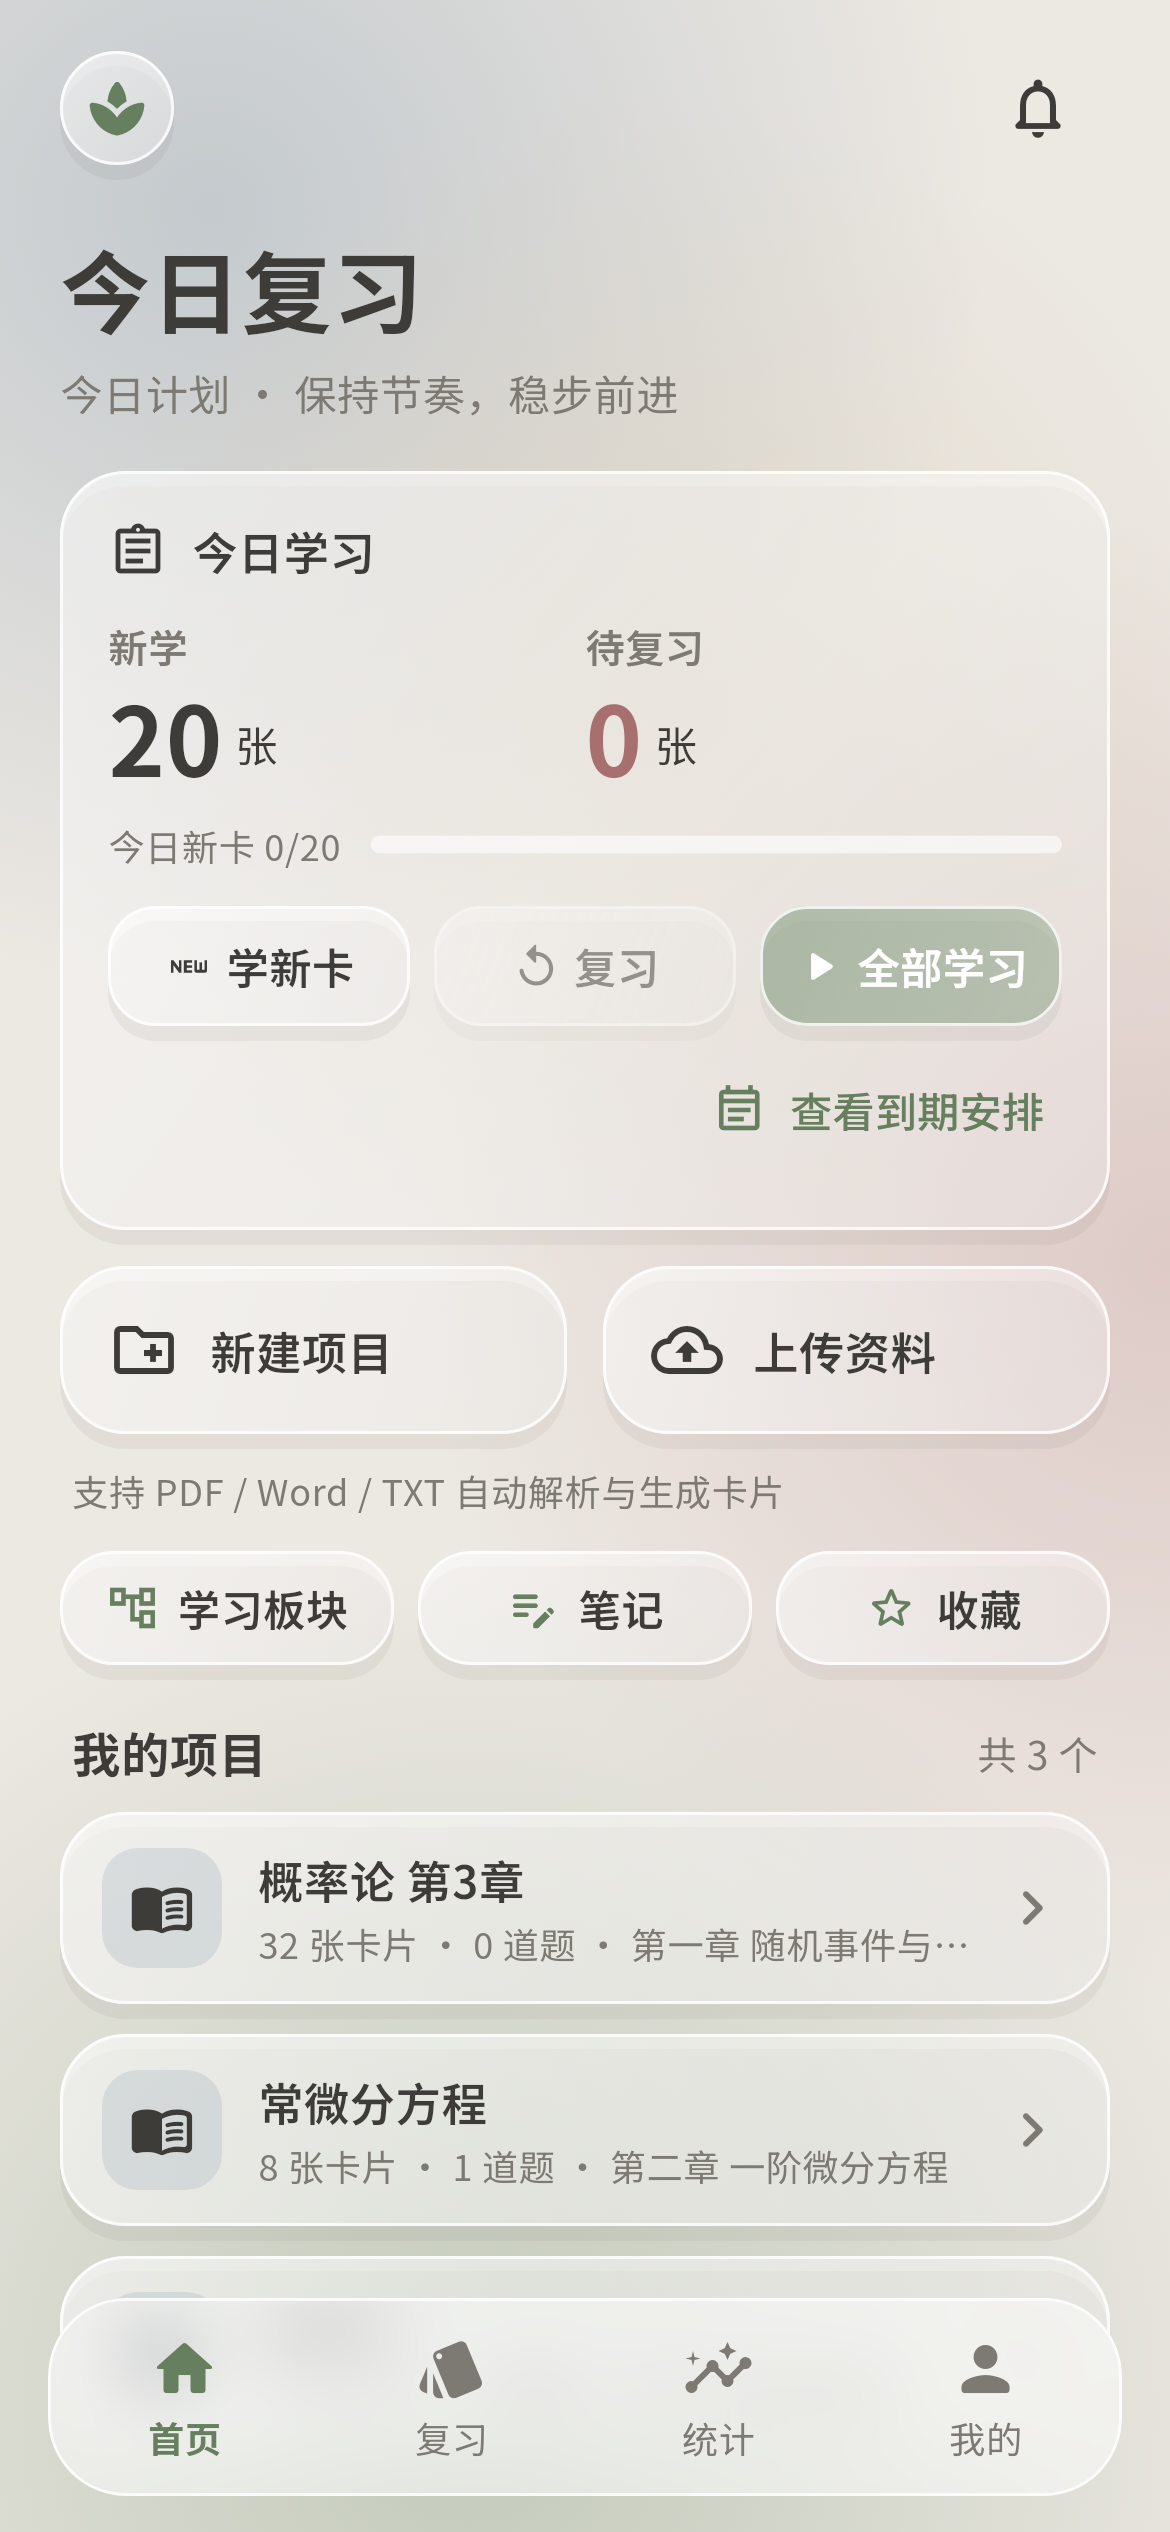 今日复习
今日计划 · 保持节奏，稳步前进
今日学习
新学
待复习
20 张
0 张
今日新卡 0/20
NEW 学新卡
复习
全部学习
查看到期安排
新建项目
上传资料
支持 PDF / Word / TXT 自动解析与生成卡片
学习板块
笔记
收藏
我的项目
共 3 个
概率论 第3章
32 张卡片 · 0 道题 · 第一章 随机事件与…
常微分方程
8 张卡片 · 1 道题 · 第二章 一阶微分方程
首页
复习
统计
我的